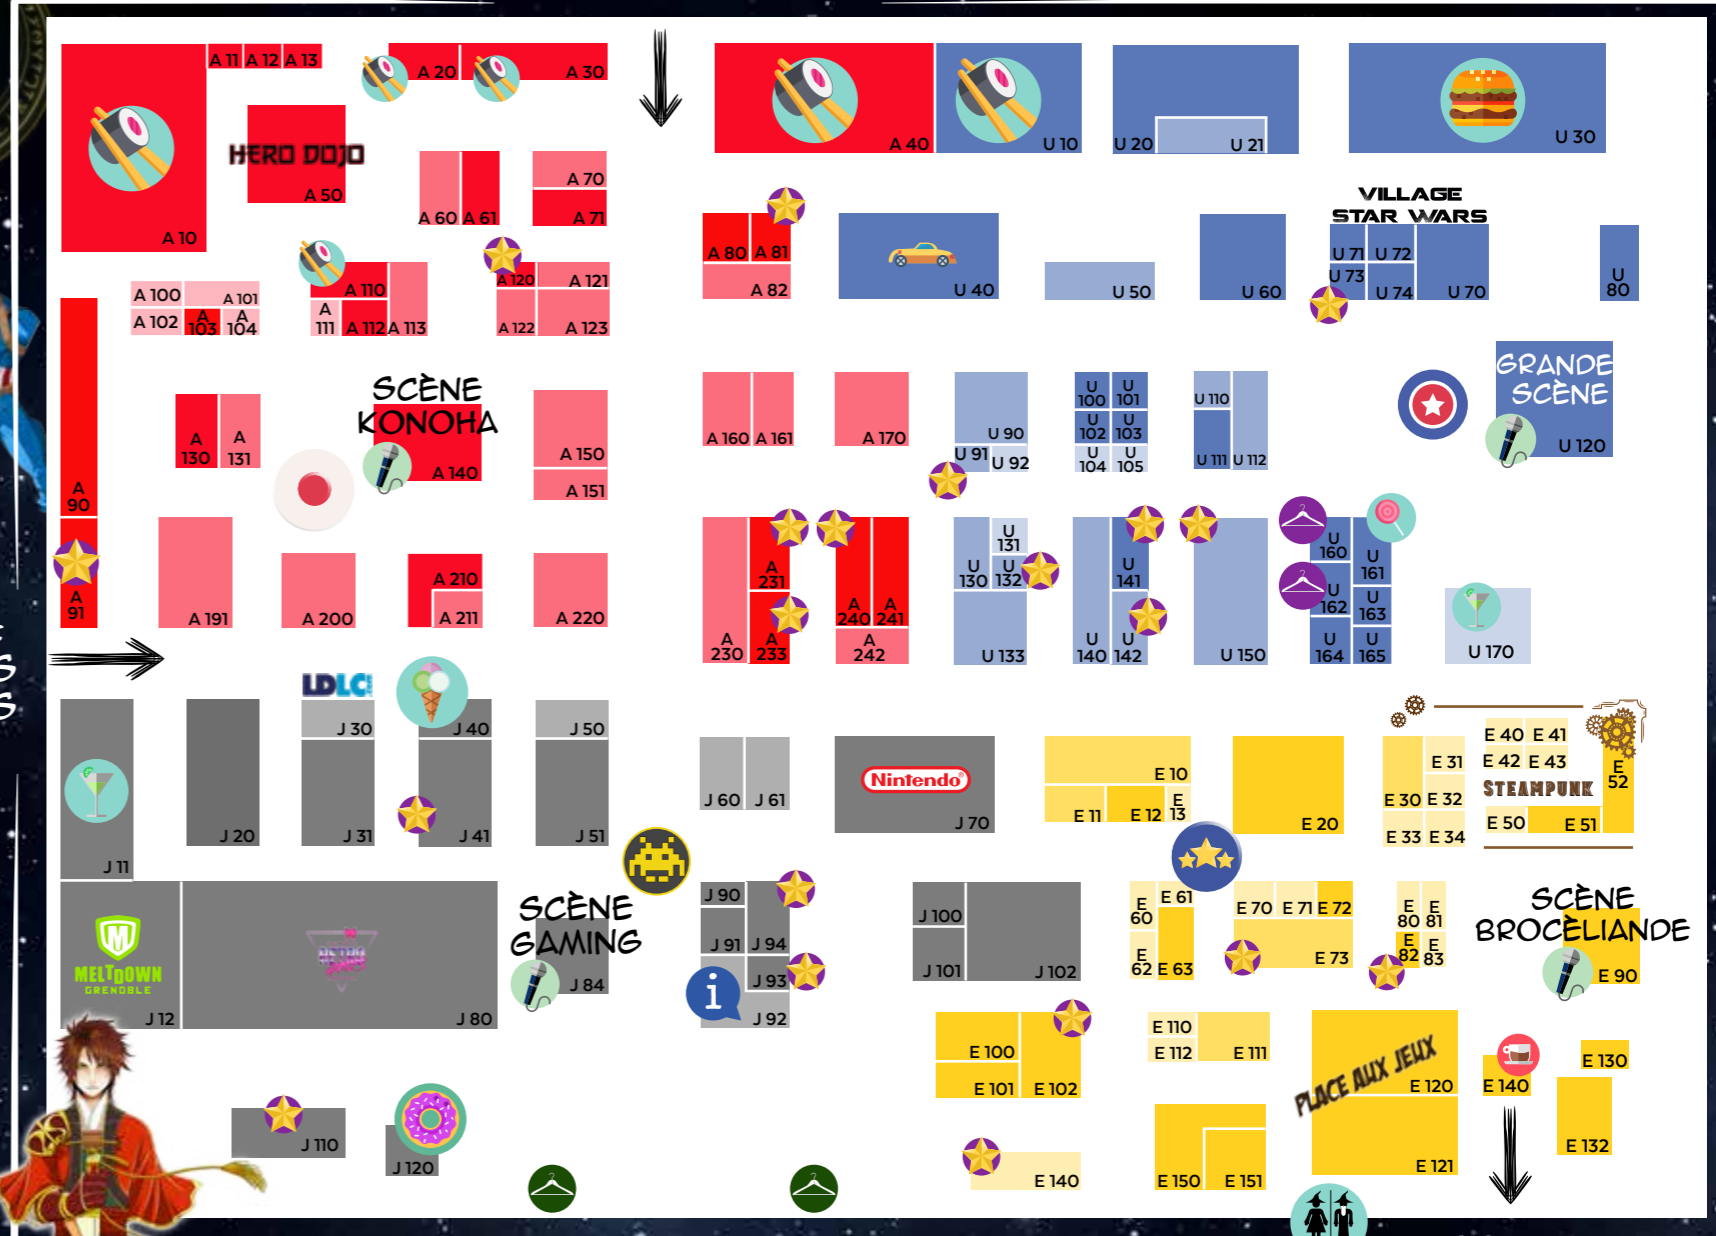 A 11 A 12 A 13
A 20
A 30
A 40
U 10
U 20
U 21
U 30
HERO DOJO
A 50
A 10
A 60 A 61
A 70
A 71
A 80 A 81
A 82
U 40
U 50
U 60
VILLAGE
STAR WARS
U 71 U 72
U 73
U 74
U 70
U 80
A 100
A 101
A 102
A 103
A 104
A 110
A 111
A 112 A 113
A 120
A 121
A 122
A 123
A 90
A 91
A 130
A 131
SCÈNE
KONOHA
A 140
A 150
A 151
A 160 A 161
A 170
U 90
U 91 U 92
U 100
U 101
U 102
U 103
U 104
U 105
U 110
U 111 U 112
GRANDE
SCÈNE
U 120
A 191
A 200
A 210
A 211
A 220
A 230
A 231
A 233
A 240
A 241
A 242
U 130
U 131
U 132
U 133
U 140
U 141
U 142
U 150
U 160
U 161
U 162
U 163
U 164
U 165
U 170
S
S
LDLC.com
J 30
J 40
J 50
J 11
J 20
J 31
J 41
J 51
J 60 J 61
Nintendo®
J 70
E 10
E 11
E 12
E 13
E 20
E 30
E 31
E 32
E 33 E 34
E 40 E 41
E 42 E 43
STEAMPUNK
E 50
E 51
E 52
MELTDOWN
GRENOBLE
J 12
RETRO
J 80
SCÈNE
GAMING
J 84
J 90
J 91
J 94
J 93
i
J 92
J 100
J 101
J 102
E 60
E 61
E 62 E 63
E 70 E 71 E 72
E 73
E 80
E 81
E 82
E 83
SCÈNE
BROCÈLIANDE
E 90
E 100
E 101
E 102
E 110
E 112
E 111
PLACE AUX JEUX
E 120
E 121
E 140
E 130
E 132
J 110
J 120
E 140
E 150
E 151